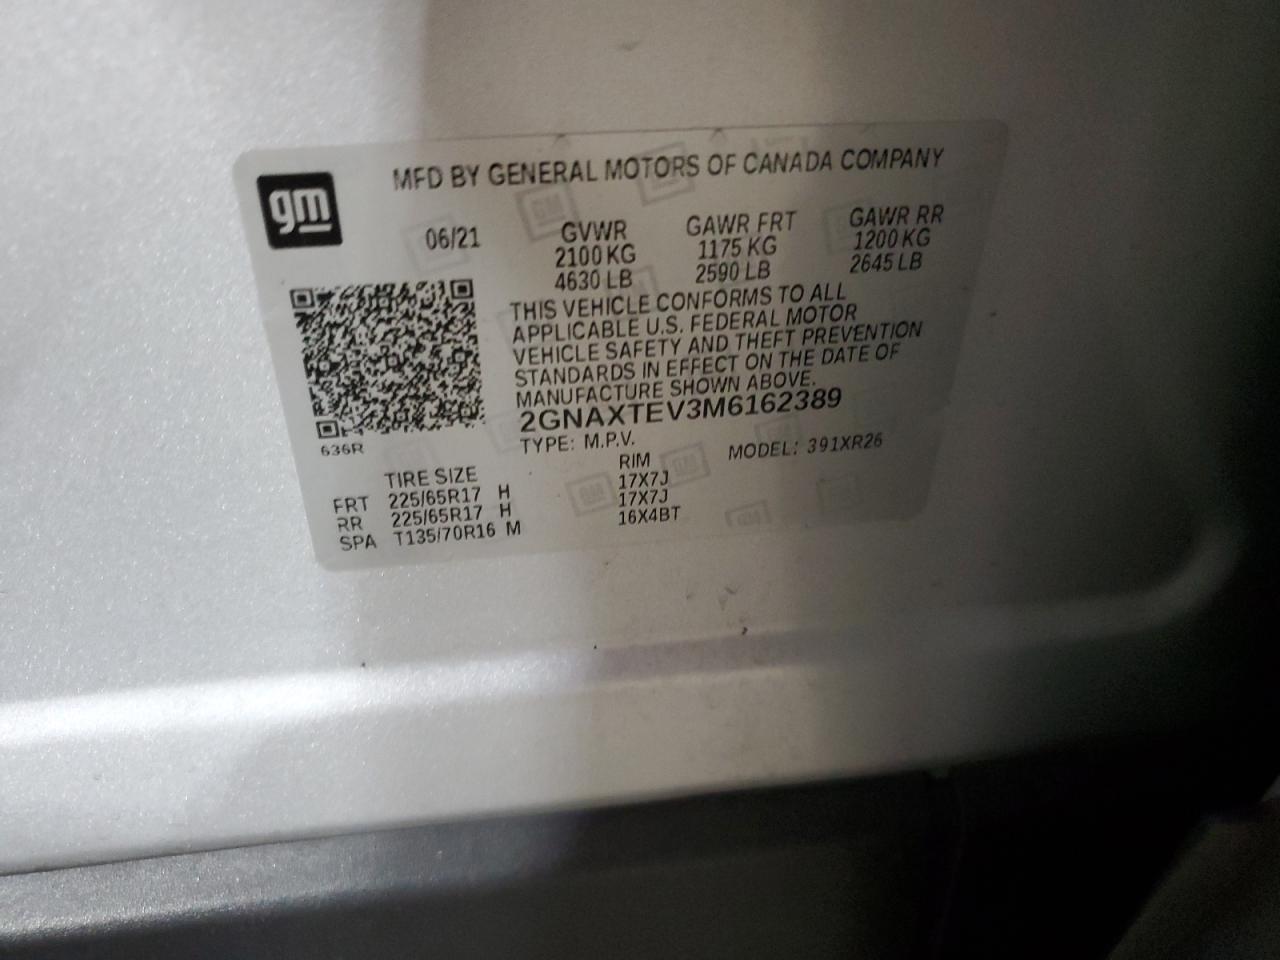 gm
MFD BY GENERAL MOTORS OF CANADA COMPANY
06/21 GVWR GAWR FRT GAWR RR
2100 KG 1175 KG 1200 KG
4630 LB 2590 LB 2645 LB
THIS VEHICLE CONFORMS TO ALL
APPLICABLE U.S. FEDERAL MOTOR
VEHICLE SAFETY AND THEFT PREVENTION
STANDARDS IN EFFECT ON THE DATE OF
MANUFACTURE SHOWN ABOVE.
2GNAXTEV3M6162389
636R TYPE: M.P.V. MODEL: 391XR26
TIRE SIZE RIM
FRT 225/65R17 H 17X7J
RR 225/65R17 H 17X7J
SPA T135/70R16 M 16X4BT